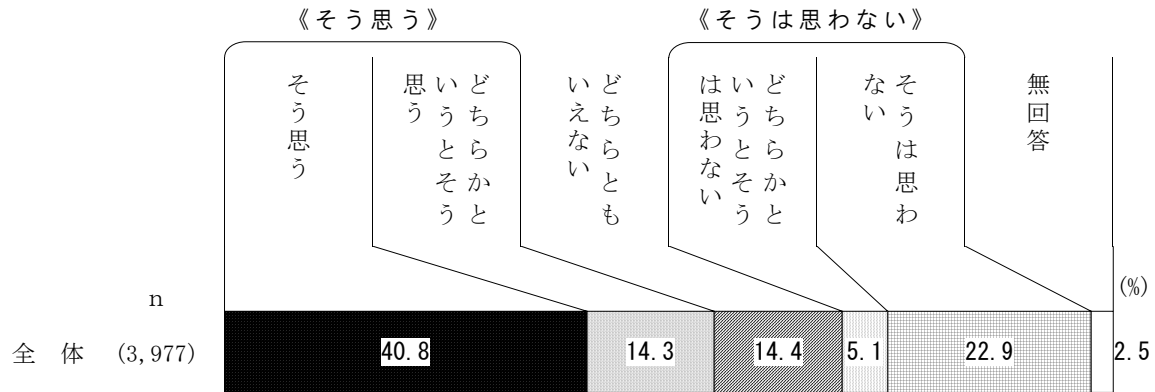 《そう思う》
《そうは思わない》
そう思う
どちらかと
いうとそう
思う
どちらとも
いえない
どちらかと
いうとそう
は思わない
そうは思わ
ない
無回答
(%)
n
全 体 (3,977)
40.8
14.3
14.4
5.1
22.9
2.5